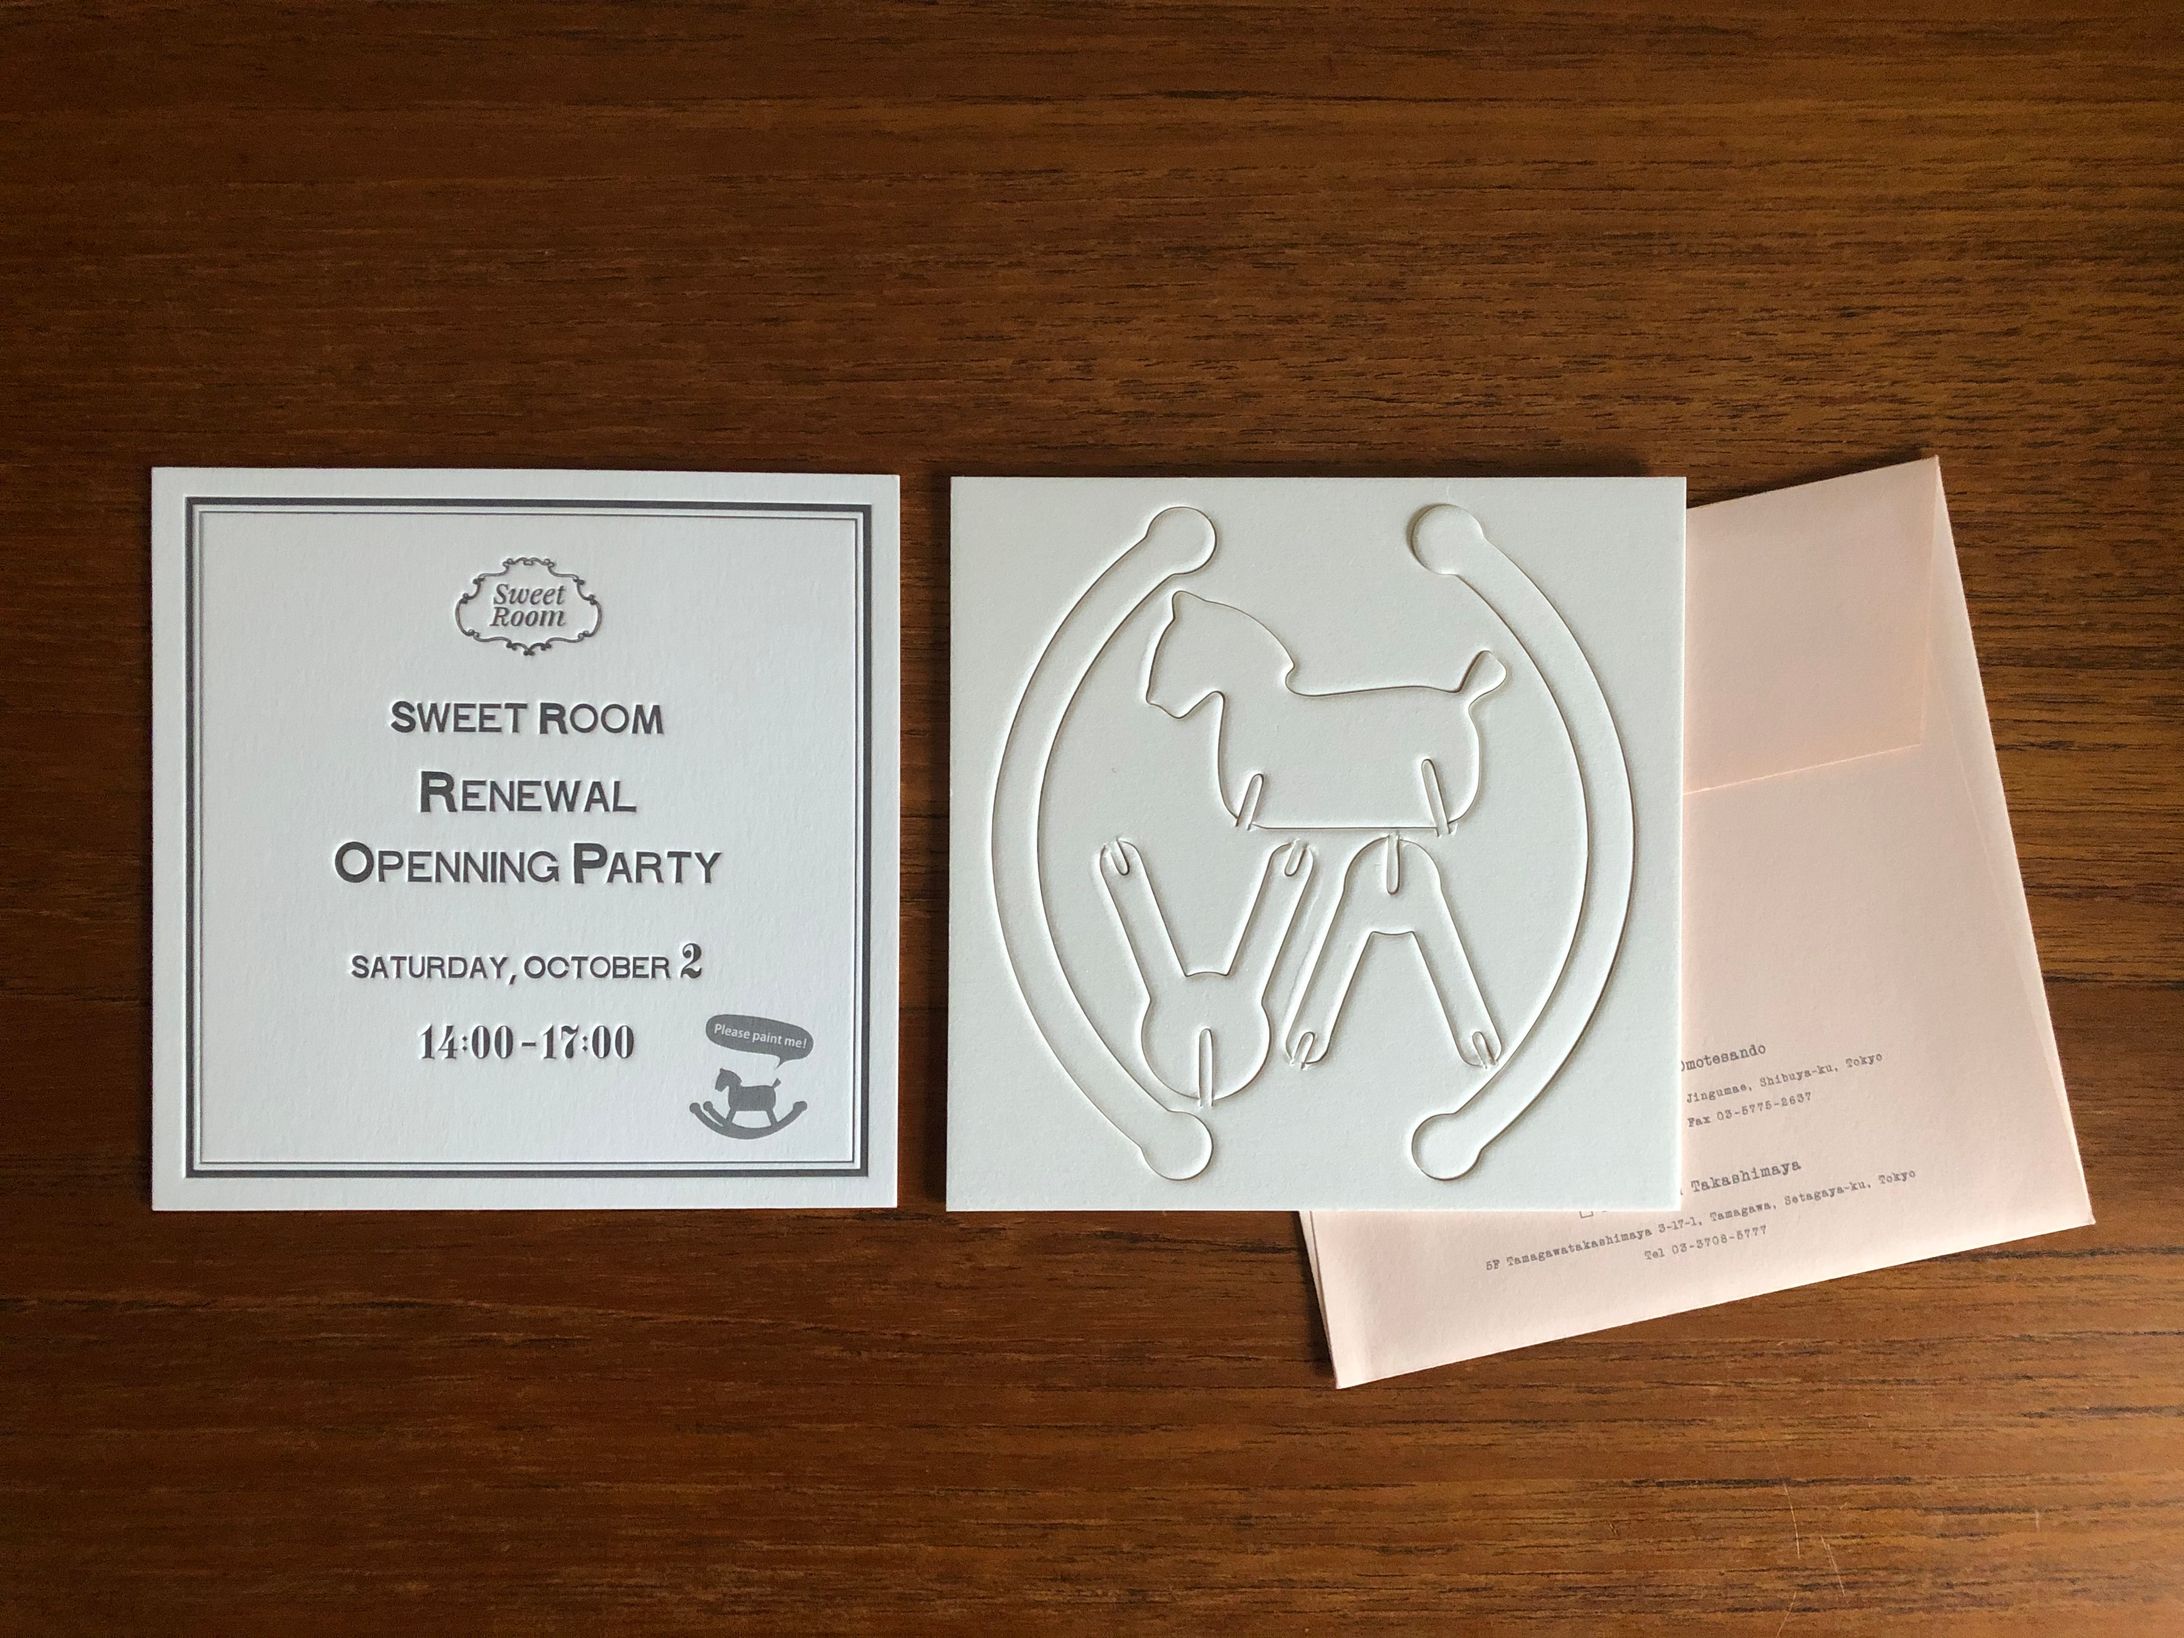 Sweet
Room
SWEET ROOM
RENEWAL
OPENNING PARTY
SATURDAY, OCTOBER 2
14:00-17:00
Please paint me!
Jingumae, Shibuya-ku, Tokyo
Fax 03-5775-2637
Takashimaya
5F Tamagawatakashimaya 3-17-1, Tamagawa, Setagaya-ku, Tokyo
Tel 03-3708-5777